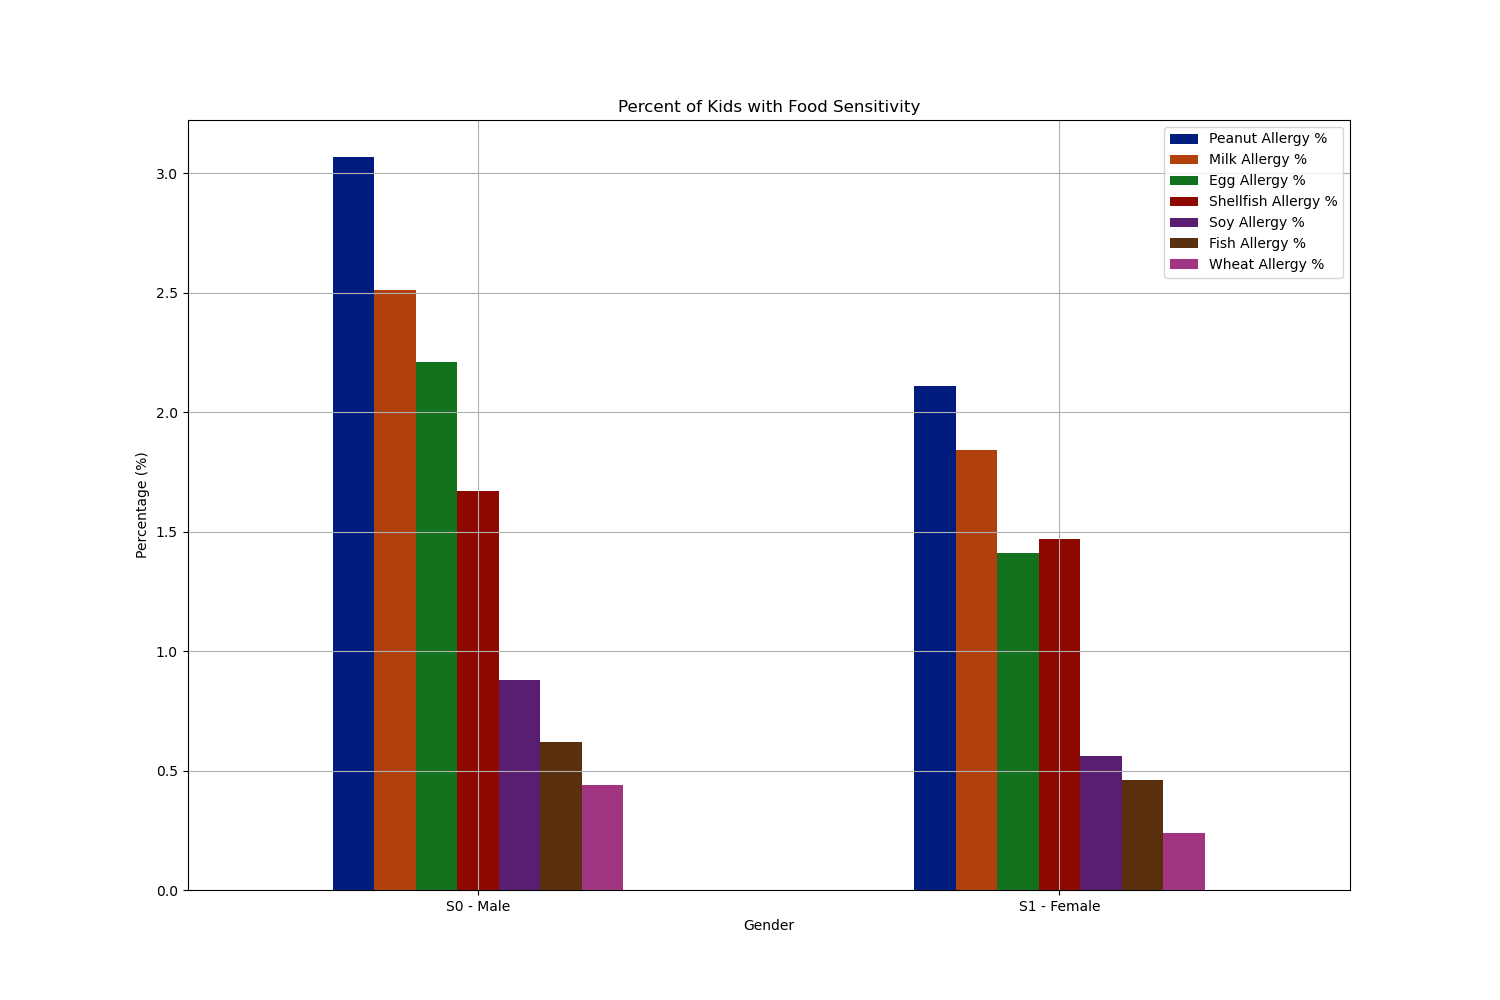 Percent of Kids with Food Sensitivity
Peanut Allergy %
Milk Allergy %
Egg Allergy %
Shellfish Allergy %
Soy Allergy %
Fish Allergy %
Wheat Allergy %
3.0
2.5
2.0
1.5
1.0
0.5
0.0
Percentage (%)
S0 - Male
S1 - Female
Gender